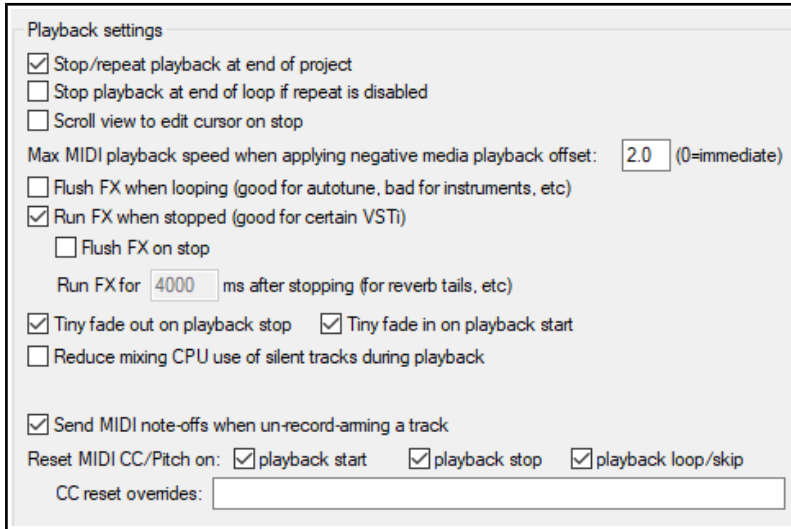 Playback settings
Stop/repeat playback at end of project
Stop playback at end of loop if repeat is disabled
Scroll view to edit cursor on stop
Max MIDI playback speed when applying negative media playback offset: 2.0 (0=immediate)
Flush FX when looping (good for autotune, bad for instruments, etc)
Run FX when stopped (good for certain VSTi)
Flush FX on stop
Run FX for 4000 ms after stopping (for reverb tails, etc)
Tiny fade out on playback stop Tiny fade in on playback start
Reduce mixing CPU use of silent tracks during playback
Send MIDI note-offs when un-record-arming a track
Reset MIDI CC/Pitch on: playback start playback stop playback loop/skip
CC reset overrides: